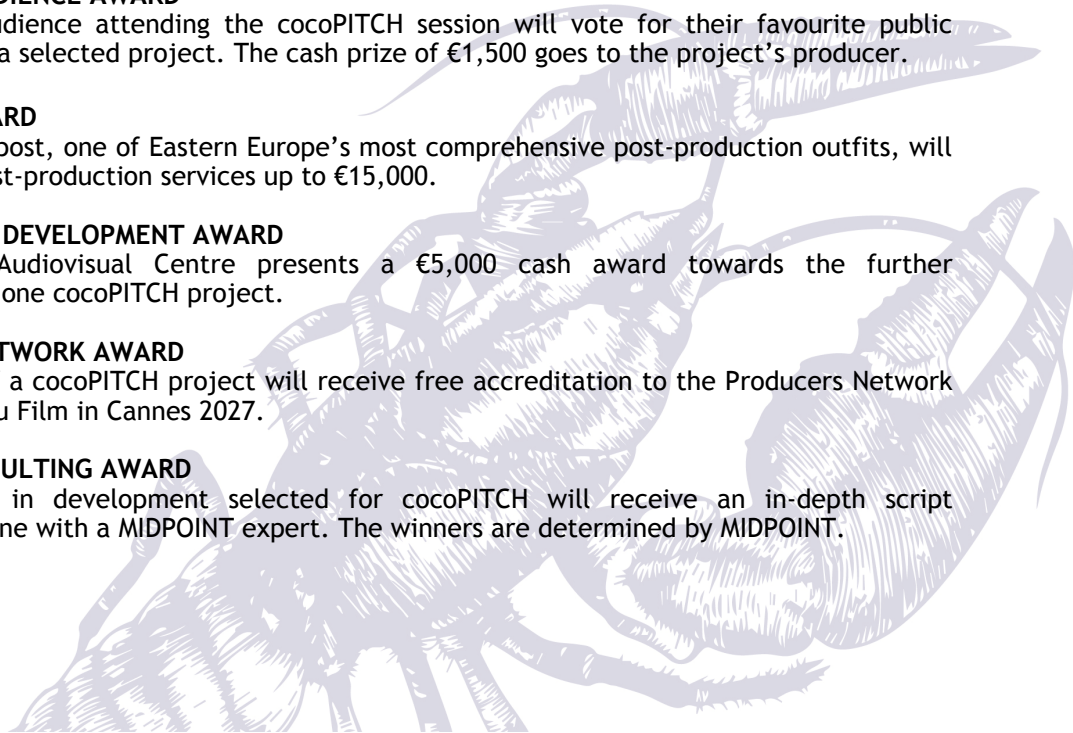 DIENCE AWARD
udience attending the cocoPITCH session will vote for their favourite public
a selected project. The cash prize of €1,500 goes to the project’s producer.
ARD
post, one of Eastern Europe’s most comprehensive post-production outfits, will
st-production services up to €15,000.
DEVELOPMENT AWARD
Audiovisual Centre presents a €5,000 cash award towards the further
one cocoPITCH project.
TWORK AWARD
a cocoPITCH project will receive free accreditation to the Producers Network
u Film in Cannes 2027.
ULTING AWARD
in development selected for cocoPITCH will receive an in-depth script
ne with a MIDPOINT expert. The winners are determined by MIDPOINT.